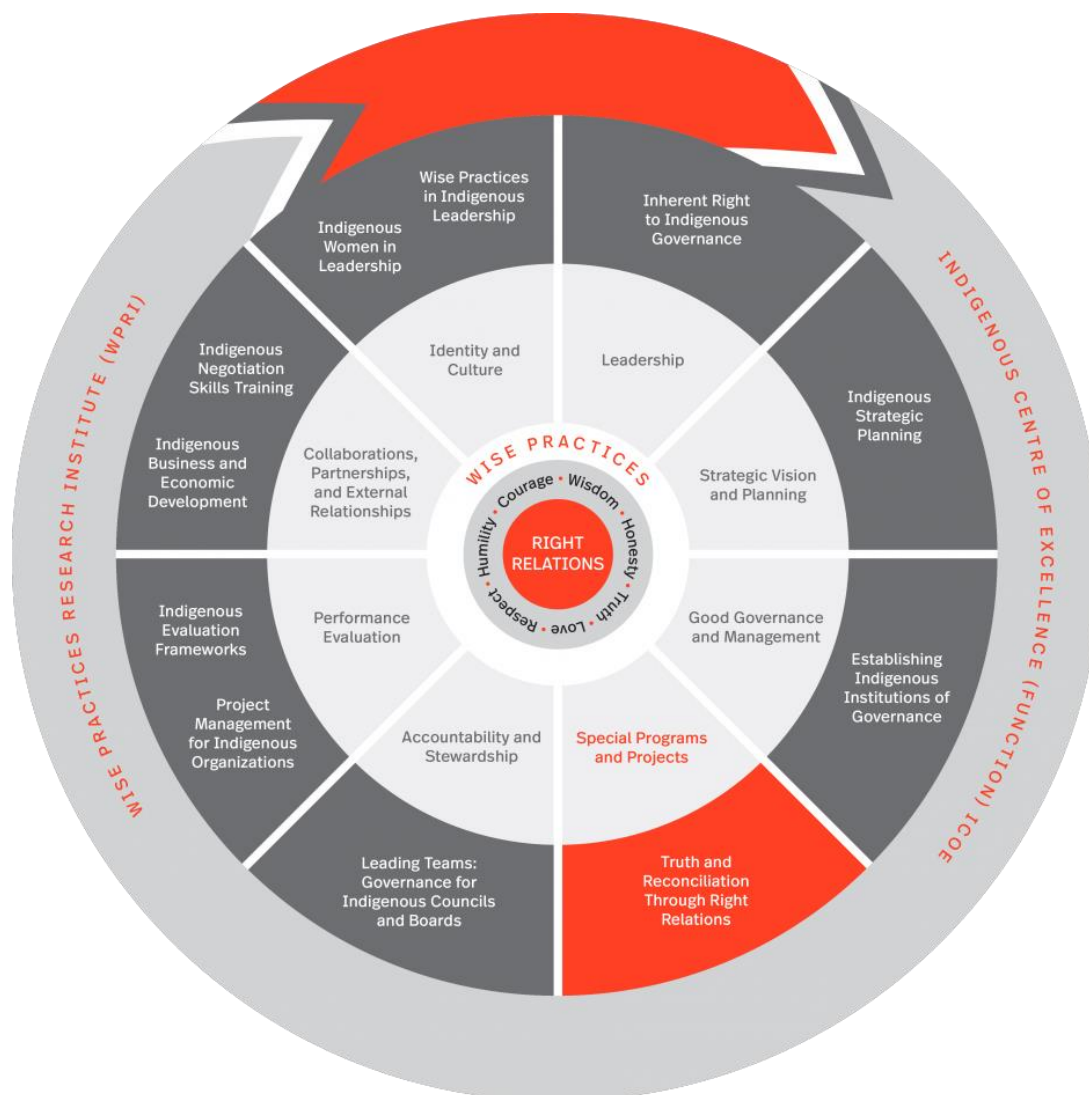 WISE PRACTICES RESEARCH INSTITUTE (WPRI)
INDIGENOUS CENTRE OF EXCELLENCE (FUNCTION) ICOE
Wise Practices
in Indigenous
Leadership
Indigenous
Women in
Leadership
Inherent Right
to Indigenous
Governance
Indigenous
Strategic
Planning
Establishing
Indigenous
Institutions of
Governance
Truth and
Reconciliation
Through Right
Relations
Leading Teams:
Governance for
Indigenous Councils
and Boards
Project
Management
for Indigenous
Organizations
Indigenous
Evaluation
Frameworks
Indigenous
Business and
Economic
Development
Indigenous
Negotiation
Skills Training
Identity and
Culture
Leadership
Strategic Vision
and Planning
Good Governance
and Management
Special Programs
and Projects
Accountability and
Stewardship
Performance
Evaluation
Collaborations,
Partnerships,
and External
Relationships
WISE PRACTICES
Courage • Wisdom • Honesty • Truth • Love • Respect • Humility •
RIGHT
RELATIONS